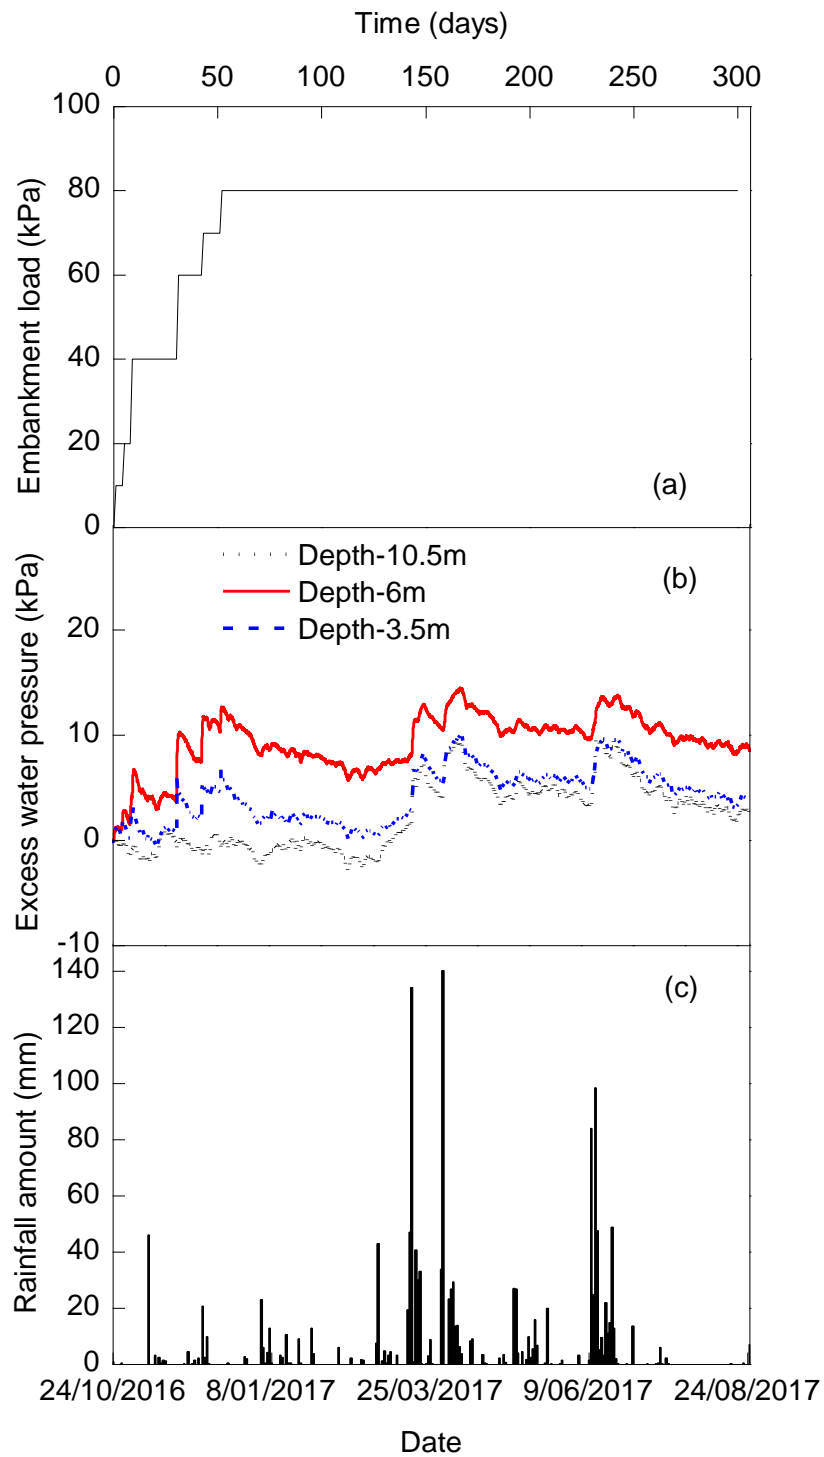 Time (days)
0 50 100 150 200 250 300
100
80
60
40
20
0
Embankment load (kPa)
(a)
Depth-10.5m
Depth-6m
Depth-3.5m
(b)
20
10
0
-10
Excess water pressure (kPa)
140
120
100
80
60
40
20
0
Rainfall amount (mm)
(c)
24/10/2016 8/01/2017 25/03/2017 9/06/2017 24/08/2017
Date